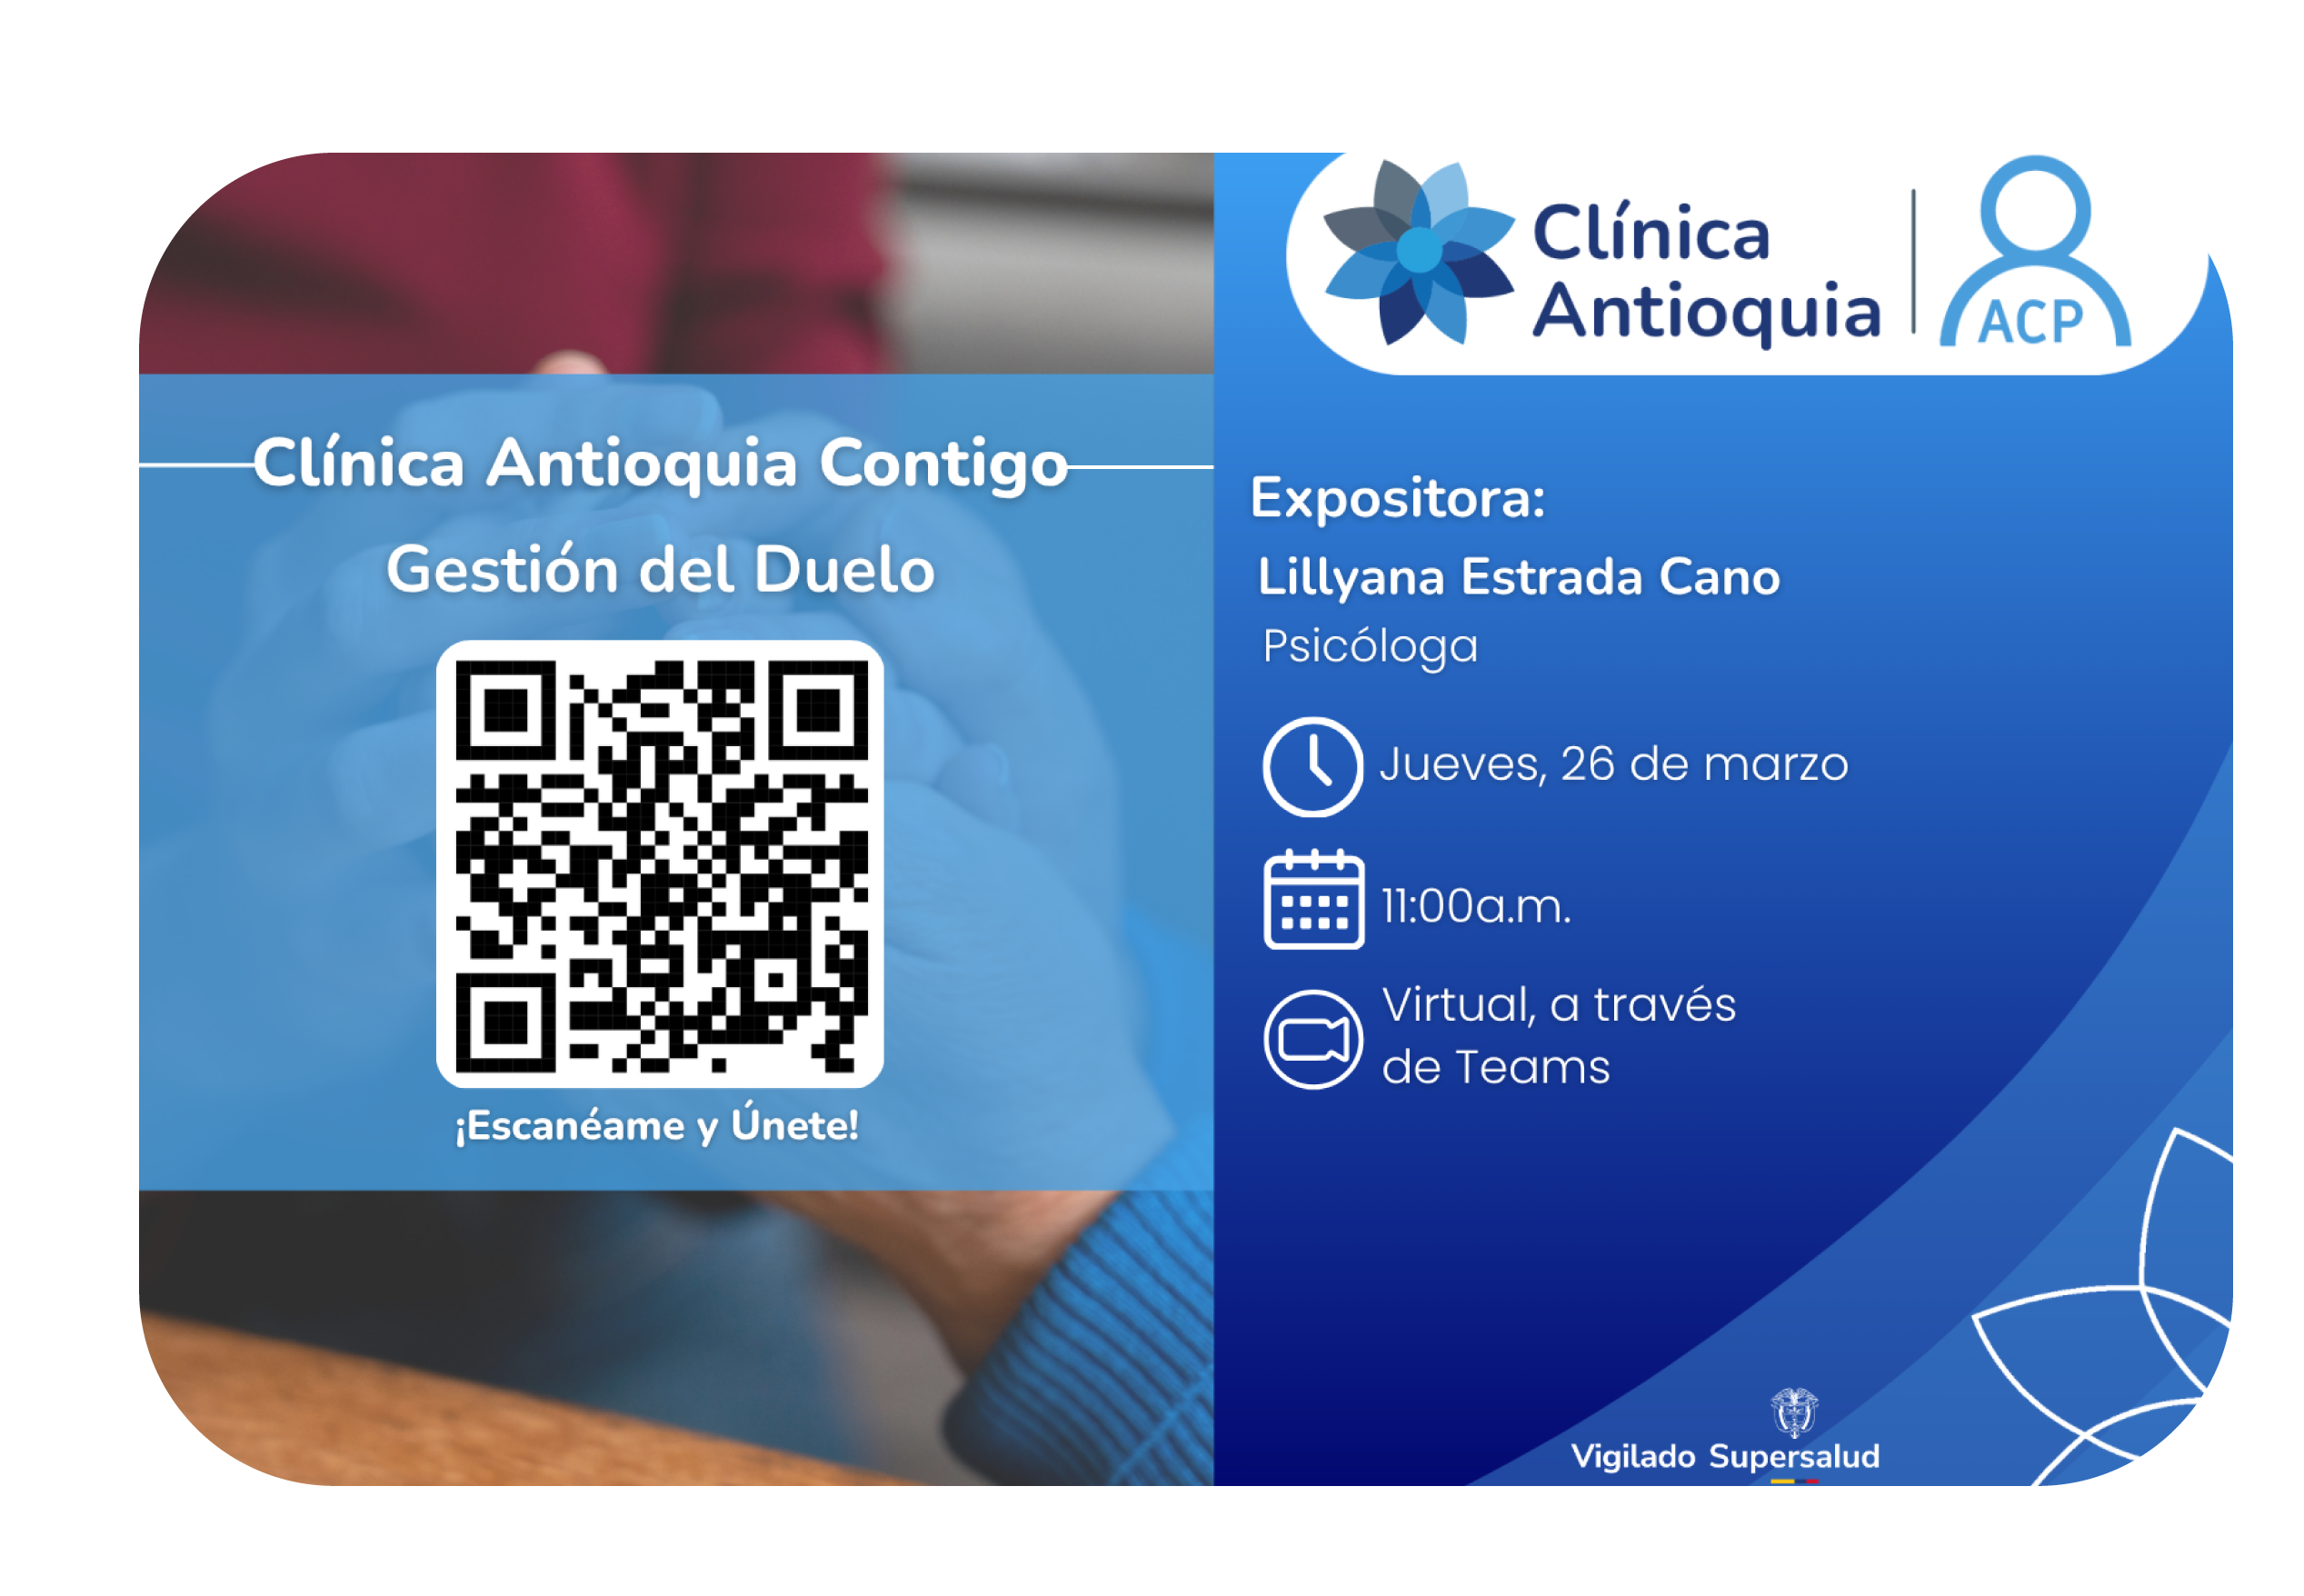 Clínica Antioquia Contigo
Gestión del Duelo
¡Escanéame y Únete!
Clínica
Antioquia
ACP
Expositora:
Lillyana Estrada Cano
Psicóloga
Jueves, 26 de marzo
11:00a.m.
Virtual, a través
de Teams
Vigilado Supersalud